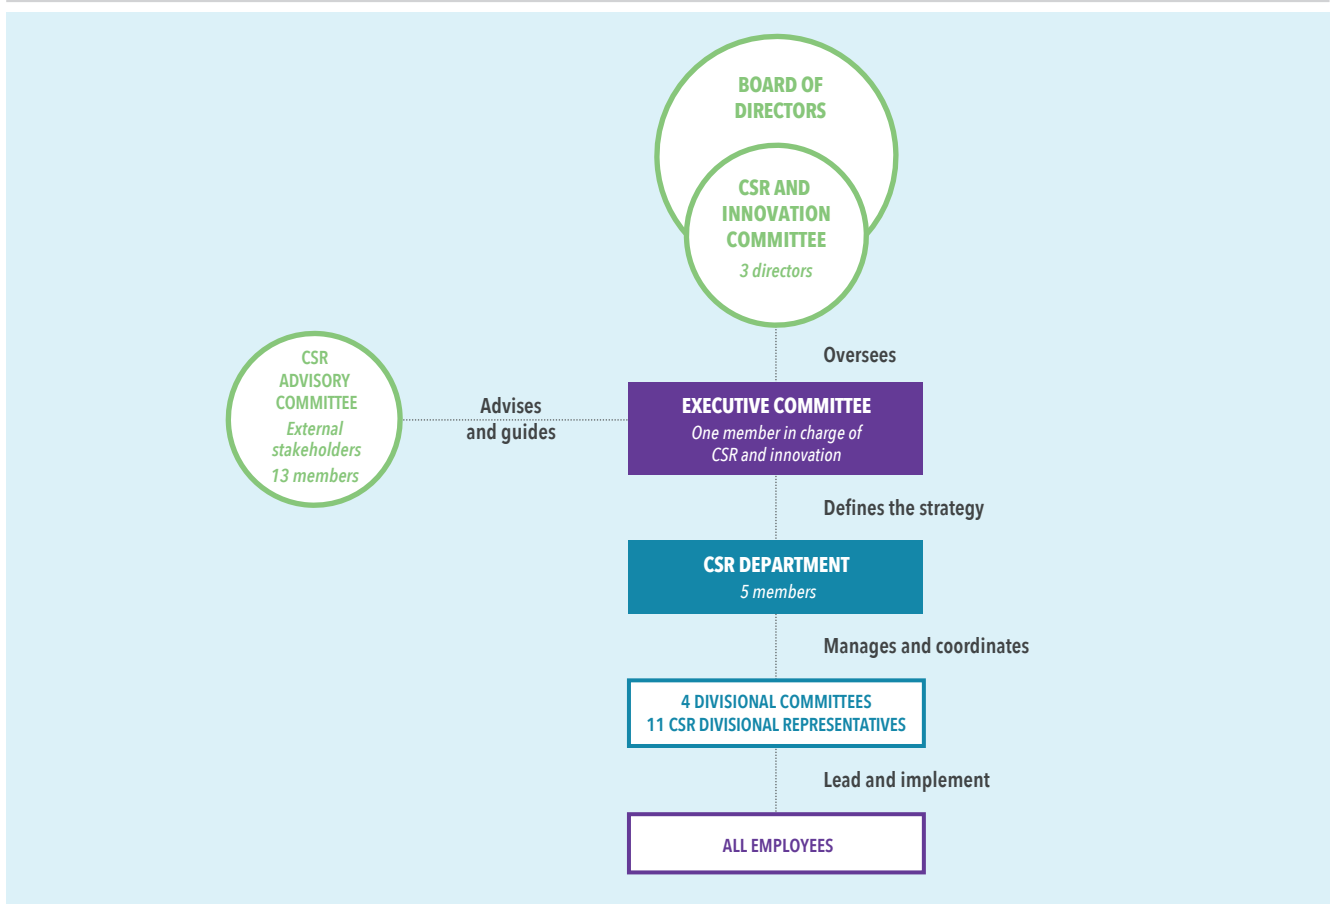 BOARD OF
DIRECTORS
CSR AND
INNOVATION
COMMITTEE
3 directors
Oversees
CSR
ADVISORY
COMMITTEE
External
stakeholders
13 members
Advises
and guides
EXECUTIVE COMMITTEE
One member in charge of
CSR and innovation
Defines the strategy
CSR DEPARTMENT
5 members
Manages and coordinates
4 DIVISIONAL COMMITTEES
11 CSR DIVISIONAL REPRESENTATIVES
Lead and implement
ALL EMPLOYEES